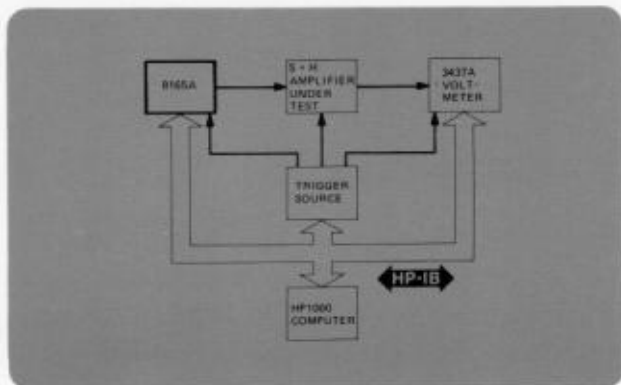 8165A
S + H
AMPLIFIER
UNDER
TEST
3437A
VOLT-
METER
TRIGGER
SOURCE
HP-IB
HP1000
COMPUTER